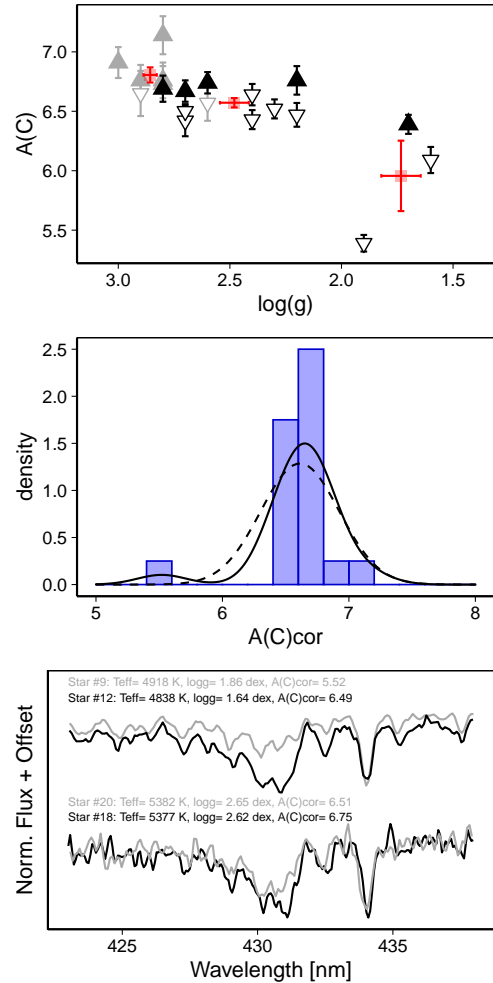 7.0
6.5
6.0
5.5
A(C)
3.0 2.5 2.0 1.5
log(g)
2.5
2.0
1.5
1.0
0.5
0.0
density
5 6 7 8
A(C)cor
Star #9: Teff= 4918 K, logg= 1.86 dex, A(C)cor= 5.52
Star #12: Teff= 4838 K, logg= 1.64 dex, A(C)cor= 6.49
Star #20: Teff= 5382 K, logg= 2.65 dex, A(C)cor= 6.51
Star #18: Teff= 5377 K, logg= 2.62 dex, A(C)cor= 6.75
Norm. Flux + Offset
425 430 435
Wavelength [nm]